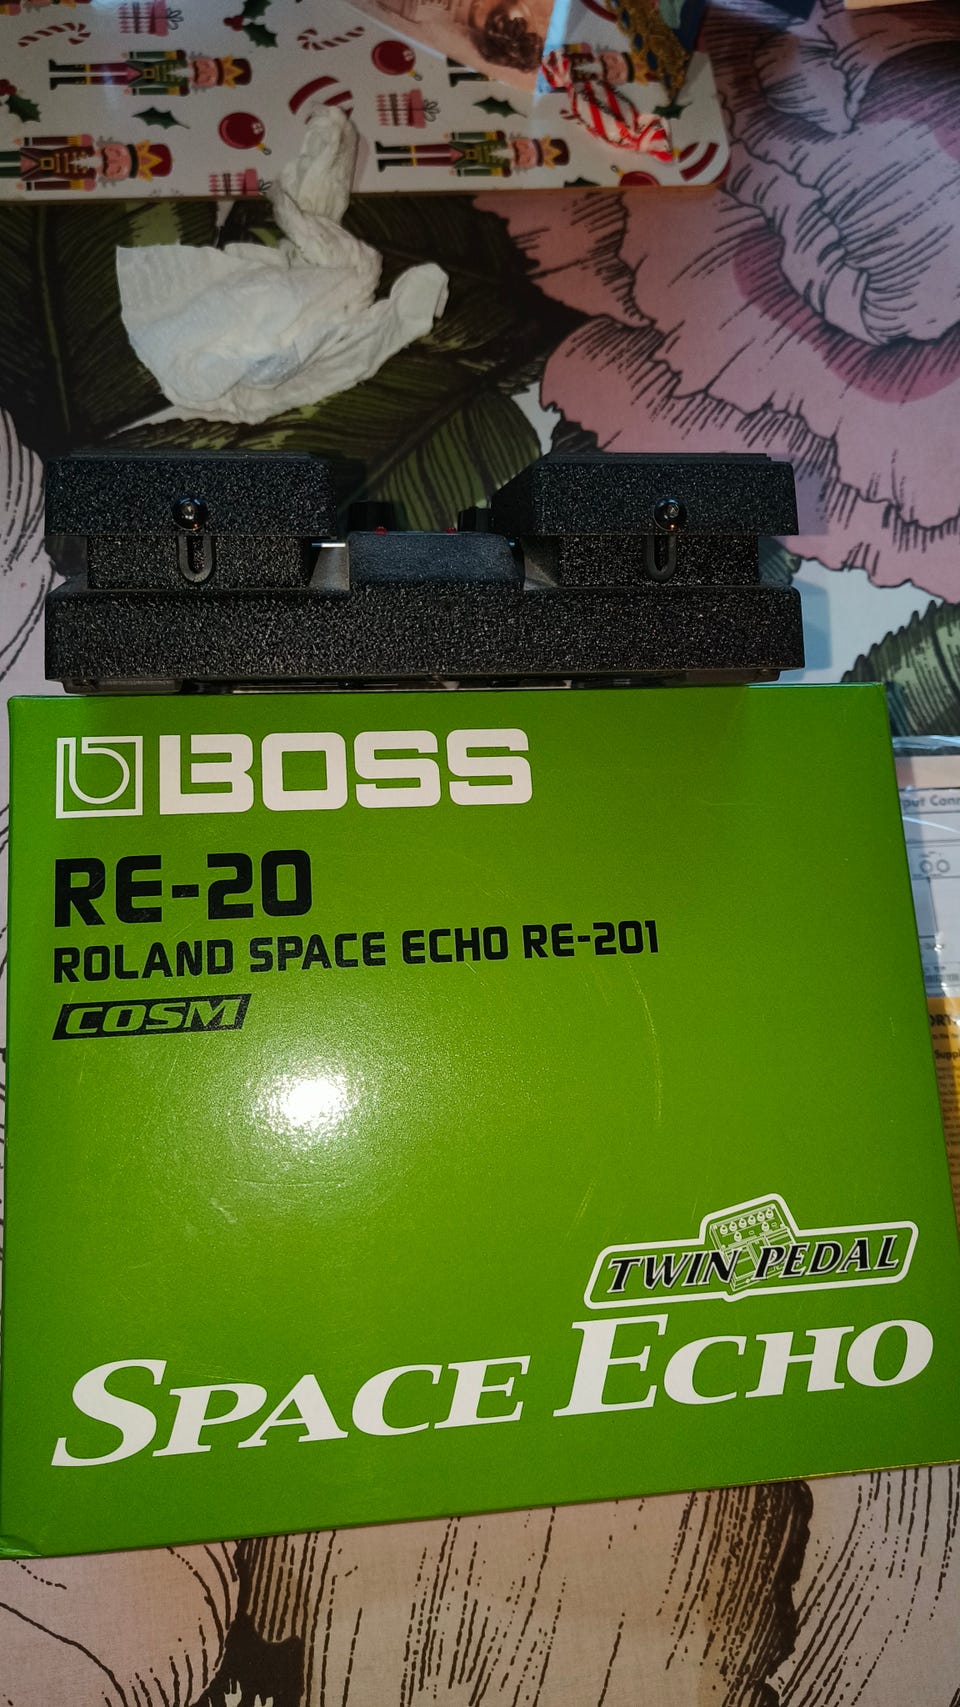 BOSS
RE-20
ROLAND SPACE ECHO RE-201
COSM
TWIN PEDAL
SPACE ECHO